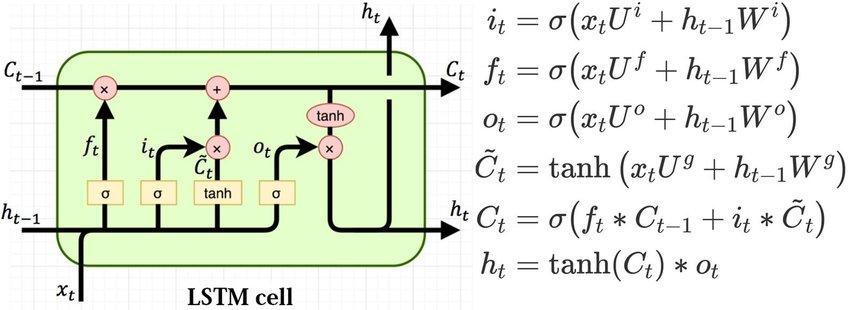 h_t
C_{t-1}
×
+
C_t
tanh
f_t
i_t
×
o_t
×
C̃_t
σ
σ
tanh
σ
h_{t-1}
h_t
x_t
LSTM cell
i_t = σ(x_t U^i + h_{t-1} W^i)
f_t = σ(x_t U^f + h_{t-1} W^f)
o_t = σ(x_t U^o + h_{t-1} W^o)
C̃_t = tanh (x_t U^g + h_{t-1} W^g)
C_t = σ(f_t * C_{t-1} + i_t * C̃_t)
h_t = tanh(C_t) * o_t